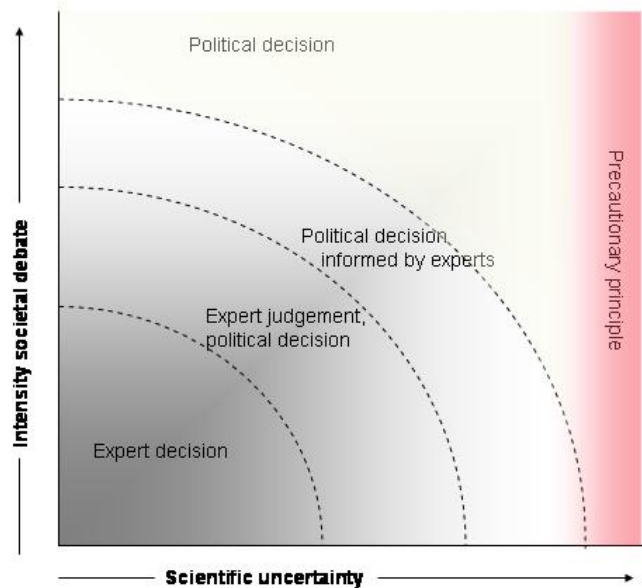 Political decision
Political decision
informed by experts
Expert judgement,
political decision
Expert decision
Precautionary principle
Intensity societal debate
Scientific uncertainty